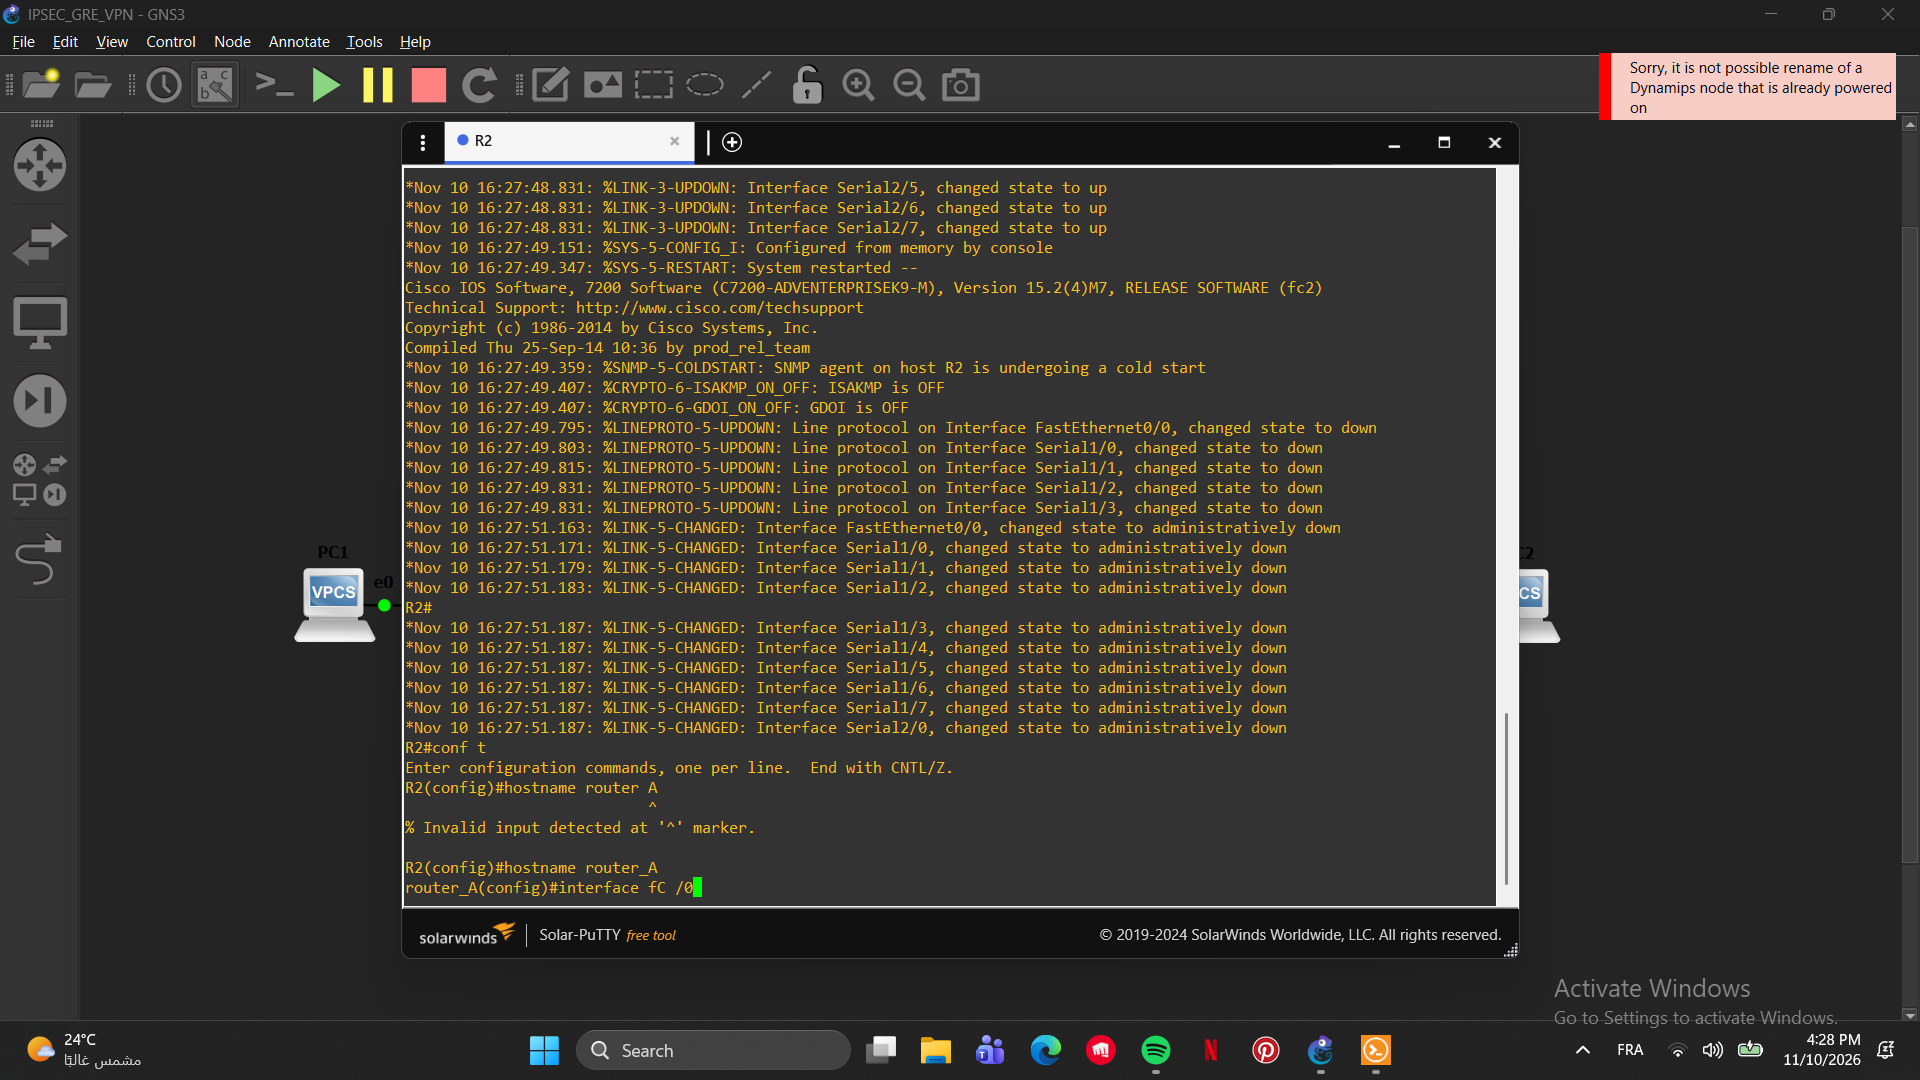 IPSEC_GRE_VPN - GNS3
File Edit View Control Node Annotate Tools Help
Sorry, it is not possible rename of a
Dynamips node that is already powered
on
R2
*Nov 10 16:27:48.831: %LINK-3-UPDOWN: Interface Serial2/5, changed state to up
*Nov 10 16:27:48.831: %LINK-3-UPDOWN: Interface Serial2/6, changed state to up
*Nov 10 16:27:48.831: %LINK-3-UPDOWN: Interface Serial2/7, changed state to up
*Nov 10 16:27:49.151: %SYS-5-CONFIG_I: Configured from memory by console
*Nov 10 16:27:49.347: %SYS-5-RESTART: System restarted --
Cisco IOS Software, 7200 Software (C7200-ADVENTERPRISEK9-M), Version 15.2(4)M7, RELEASE SOFTWARE (fc2)
Technical Support: http://www.cisco.com/techsupport
Copyright (c) 1986-2014 by Cisco Systems, Inc.
Compiled Thu 25-Sep-14 10:36 by prod_rel_team
*Nov 10 16:27:49.359: %SNMP-5-COLDSTART: SNMP agent on host R2 is undergoing a cold start
*Nov 10 16:27:49.407: %CRYPTO-6-ISAKMP_ON_OFF: ISAKMP is OFF
*Nov 10 16:27:49.407: %CRYPTO-6-GDOI_ON_OFF: GDOI is OFF
*Nov 10 16:27:49.795: %LINEPROTO-5-UPDOWN: Line protocol on Interface FastEthernet0/0, changed state to down
*Nov 10 16:27:49.803: %LINEPROTO-5-UPDOWN: Line protocol on Interface Serial1/0, changed state to down
*Nov 10 16:27:49.815: %LINEPROTO-5-UPDOWN: Line protocol on Interface Serial1/1, changed state to down
*Nov 10 16:27:49.831: %LINEPROTO-5-UPDOWN: Line protocol on Interface Serial1/2, changed state to down
*Nov 10 16:27:49.831: %LINEPROTO-5-UPDOWN: Line protocol on Interface Serial1/3, changed state to down
*Nov 10 16:27:51.163: %LINK-5-CHANGED: Interface FastEthernet0/0, changed state to administratively down
*Nov 10 16:27:51.171: %LINK-5-CHANGED: Interface Serial1/0, changed state to administratively down
*Nov 10 16:27:51.179: %LINK-5-CHANGED: Interface Serial1/1, changed state to administratively down
*Nov 10 16:27:51.183: %LINK-5-CHANGED: Interface Serial1/2, changed state to administratively down
R2#
*Nov 10 16:27:51.187: %LINK-5-CHANGED: Interface Serial1/3, changed state to administratively down
*Nov 10 16:27:51.187: %LINK-5-CHANGED: Interface Serial1/4, changed state to administratively down
*Nov 10 16:27:51.187: %LINK-5-CHANGED: Interface Serial1/5, changed state to administratively down
*Nov 10 16:27:51.187: %LINK-5-CHANGED: Interface Serial1/6, changed state to administratively down
*Nov 10 16:27:51.187: %LINK-5-CHANGED: Interface Serial1/7, changed state to administratively down
*Nov 10 16:27:51.187: %LINK-5-CHANGED: Interface Serial2/0, changed state to administratively down
R2#conf t
Enter configuration commands, one per line.  End with CNTL/Z.
R2(config)#hostname router A
^
% Invalid input detected at '^' marker.
R2(config)#hostname router_A
router_A(config)#interface fC /0
PC1
VPCS
e0
C2
CS
solarwinds Solar-PuTTY free tool
© 2019-2024 SolarWinds Worldwide, LLC. All rights reserved.
Activate Windows
Go to Settings to activate Windows.
24°C
مشمس غالبًا
Search
FRA
4:28 PM
11/10/2026